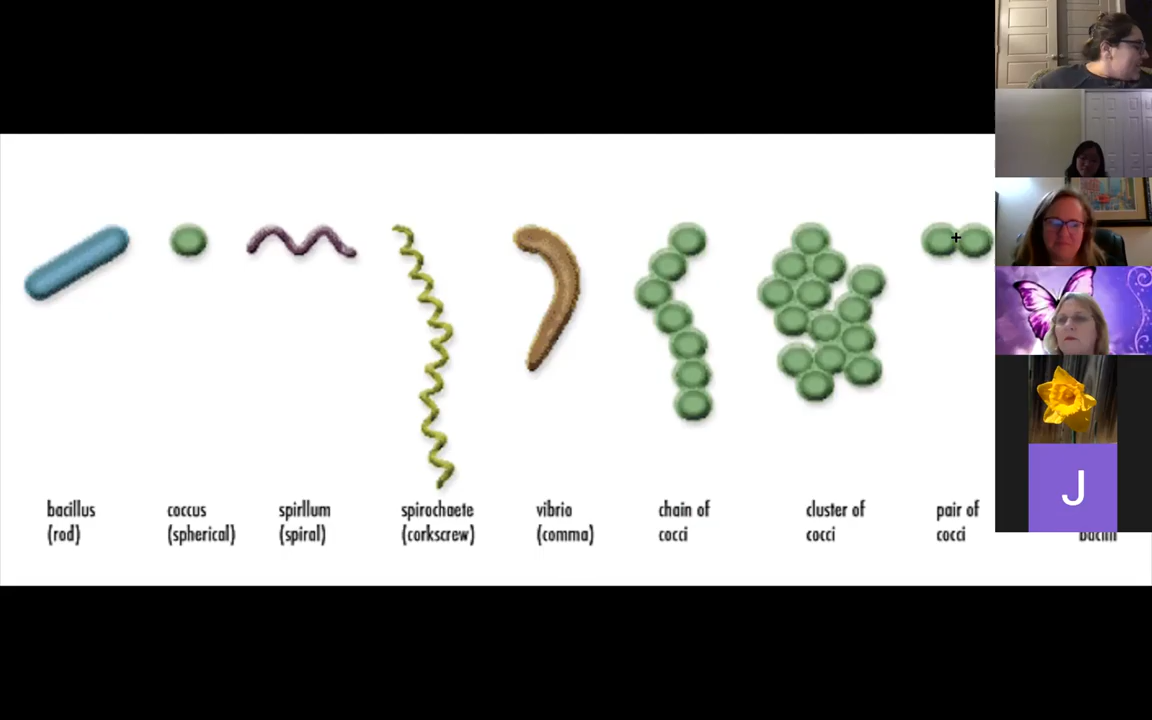 bacillus
(rod)
coccus
(spherical)
spirllum
(spiral)
spirochaete
(corkscrew)
vibrio
(comma)
chain of
cocci
cluster of
cocci
pair of
cocci
bacilli
J